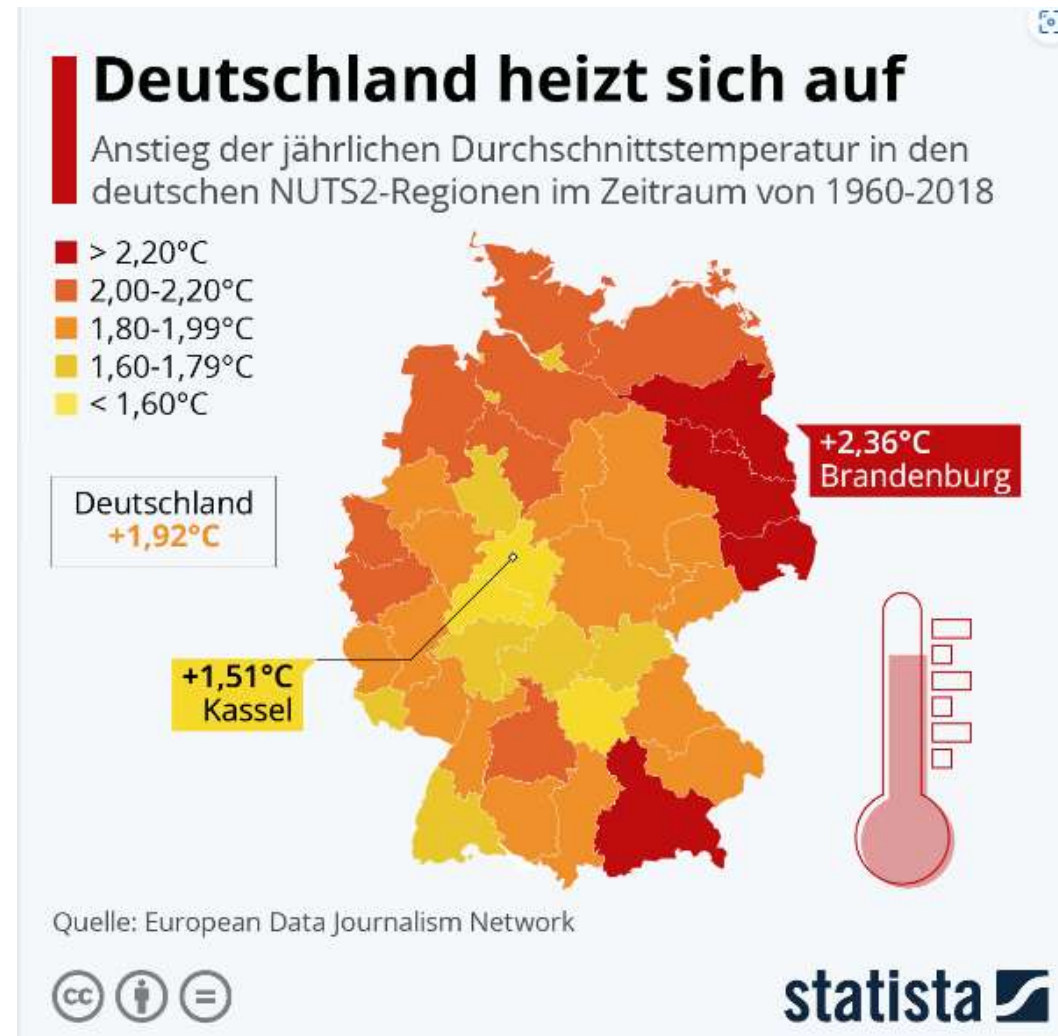 Deutschland heizt sich auf
Anstieg der jährlichen Durchschnittstemperatur in den
deutschen NUTS2-Regionen im Zeitraum von 1960-2018
> 2,20°C
2,00-2,20°C
1,80-1,99°C
1,60-1,79°C
< 1,60°C
Deutschland
+1,92°C
+2,36°C
Brandenburg
+1,51°C
Kassel
Quelle: European Data Journalism Network
cc
statista